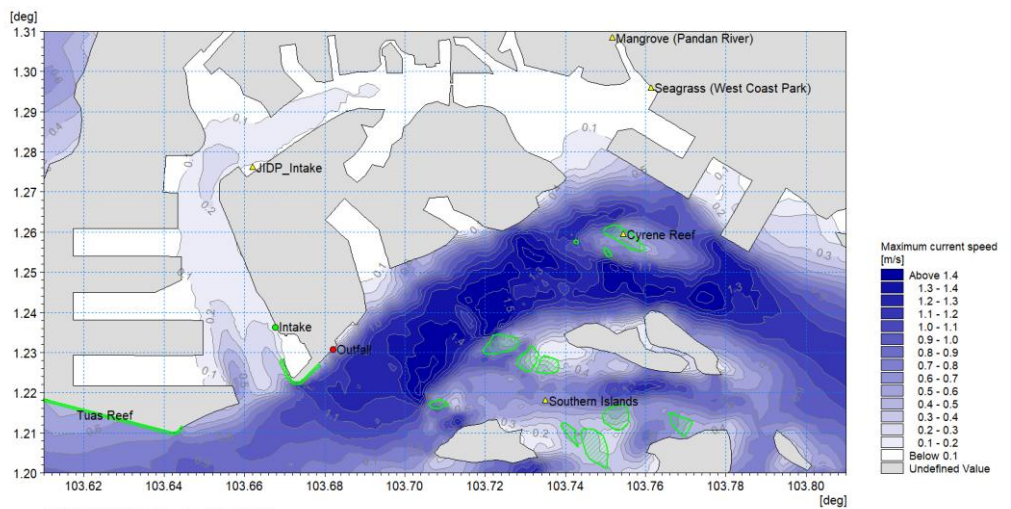 [deg]
1.31
1.30
1.29
1.28
1.27
1.26
1.25
1.24
1.23
1.22
1.21
1.20
Mangrove (Pandan River)
Seagrass (West Coast Park)
JIDP_Intake
Cyrene Reef
Intake
Outfall
Southern Islands
Tuas Reef
103.62 103.64 103.66 103.68 103.70 103.72 103.74 103.76 103.78 103.80
[deg]
Maximum current speed
[m/s]
Above 1.4
1.3 - 1.4
1.2 - 1.3
1.1 - 1.2
1.0 - 1.1
0.9 - 1.0
0.8 - 0.9
0.7 - 0.8
0.6 - 0.7
0.5 - 0.6
0.4 - 0.5
0.3 - 0.4
0.2 - 0.3
0.1 - 0.2
Below 0.1
Undefined Value